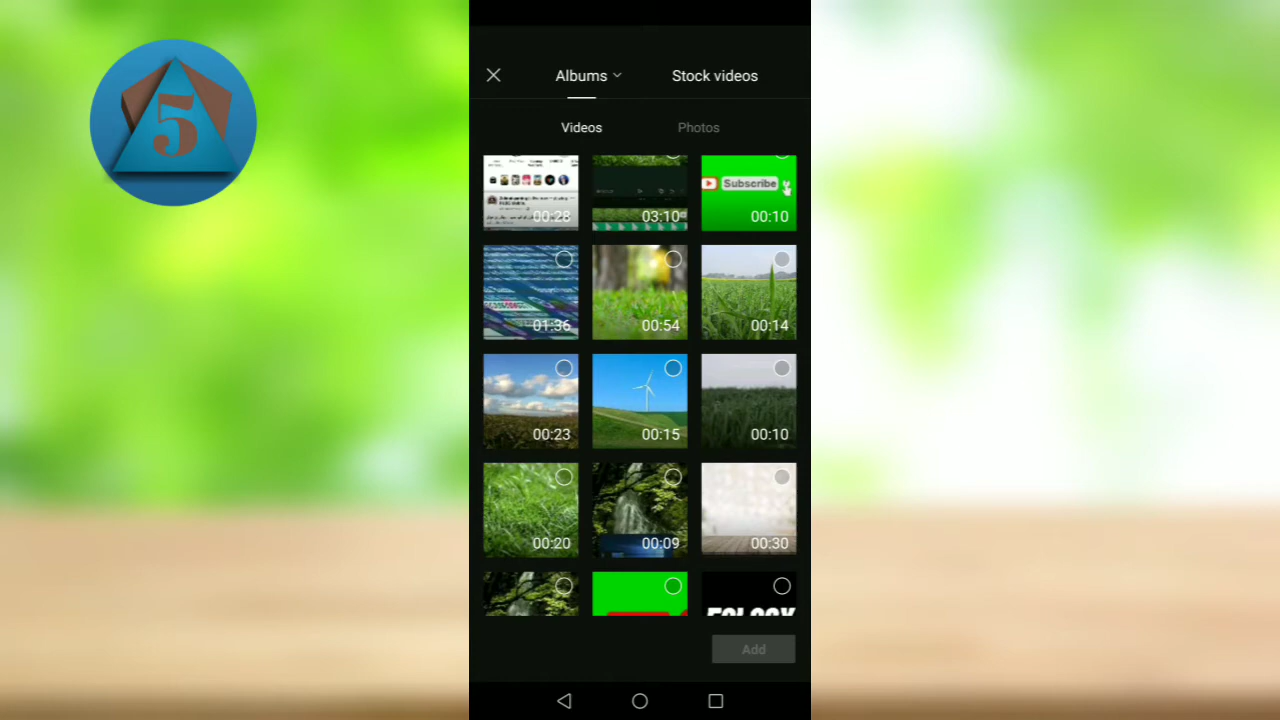 5
Albums
Stock videos
Videos
Photos
00:28
03:10
Subscribe
00:10
01:36
00:54
00:14
00:23
00:15
00:10
00:20
00:09
00:30
Add